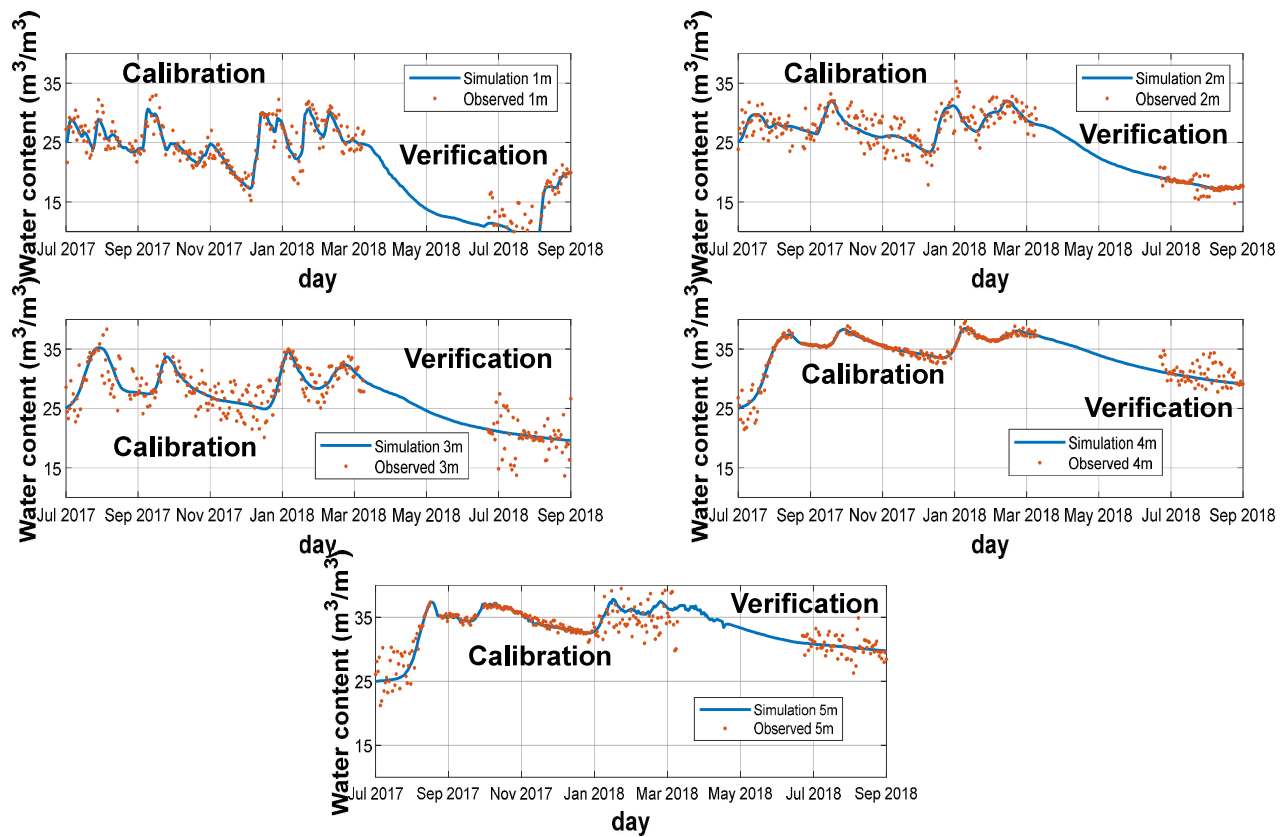 Water content (m³/m³)
35
25
15
Calibration
Verification
Simulation 1m
Observed 1m
Jul 2017 Sep 2017 Nov 2017 Jan 2018 Mar 2018 May 2018 Jul 2018 Sep 2018
day
Water content (m³/m³)
35
25
15
Calibration
Verification
Simulation 2m
Observed 2m
Jul 2017 Sep 2017 Nov 2017 Jan 2018 Mar 2018 May 2018 Jul 2018 Sep 2018
day
Water content (m³/m³)
35
25
15
Verification
Calibration
Simulation 3m
Observed 3m
Jul 2017 Sep 2017 Nov 2017 Jan 2018 Mar 2018 May 2018 Jul 2018 Sep 2018
day
Water content (m³/m³)
35
25
15
Calibration
Verification
Simulation 4m
Observed 4m
Jul 2017 Sep 2017 Nov 2017 Jan 2018 Mar 2018 May 2018 Jul 2018 Sep 2018
day
Water content (m³/m³)
35
25
15
Verification
Calibration
Simulation 5m
Observed 5m
Jul 2017 Sep 2017 Nov 2017 Jan 2018 Mar 2018 May 2018 Jul 2018 Sep 2018
day